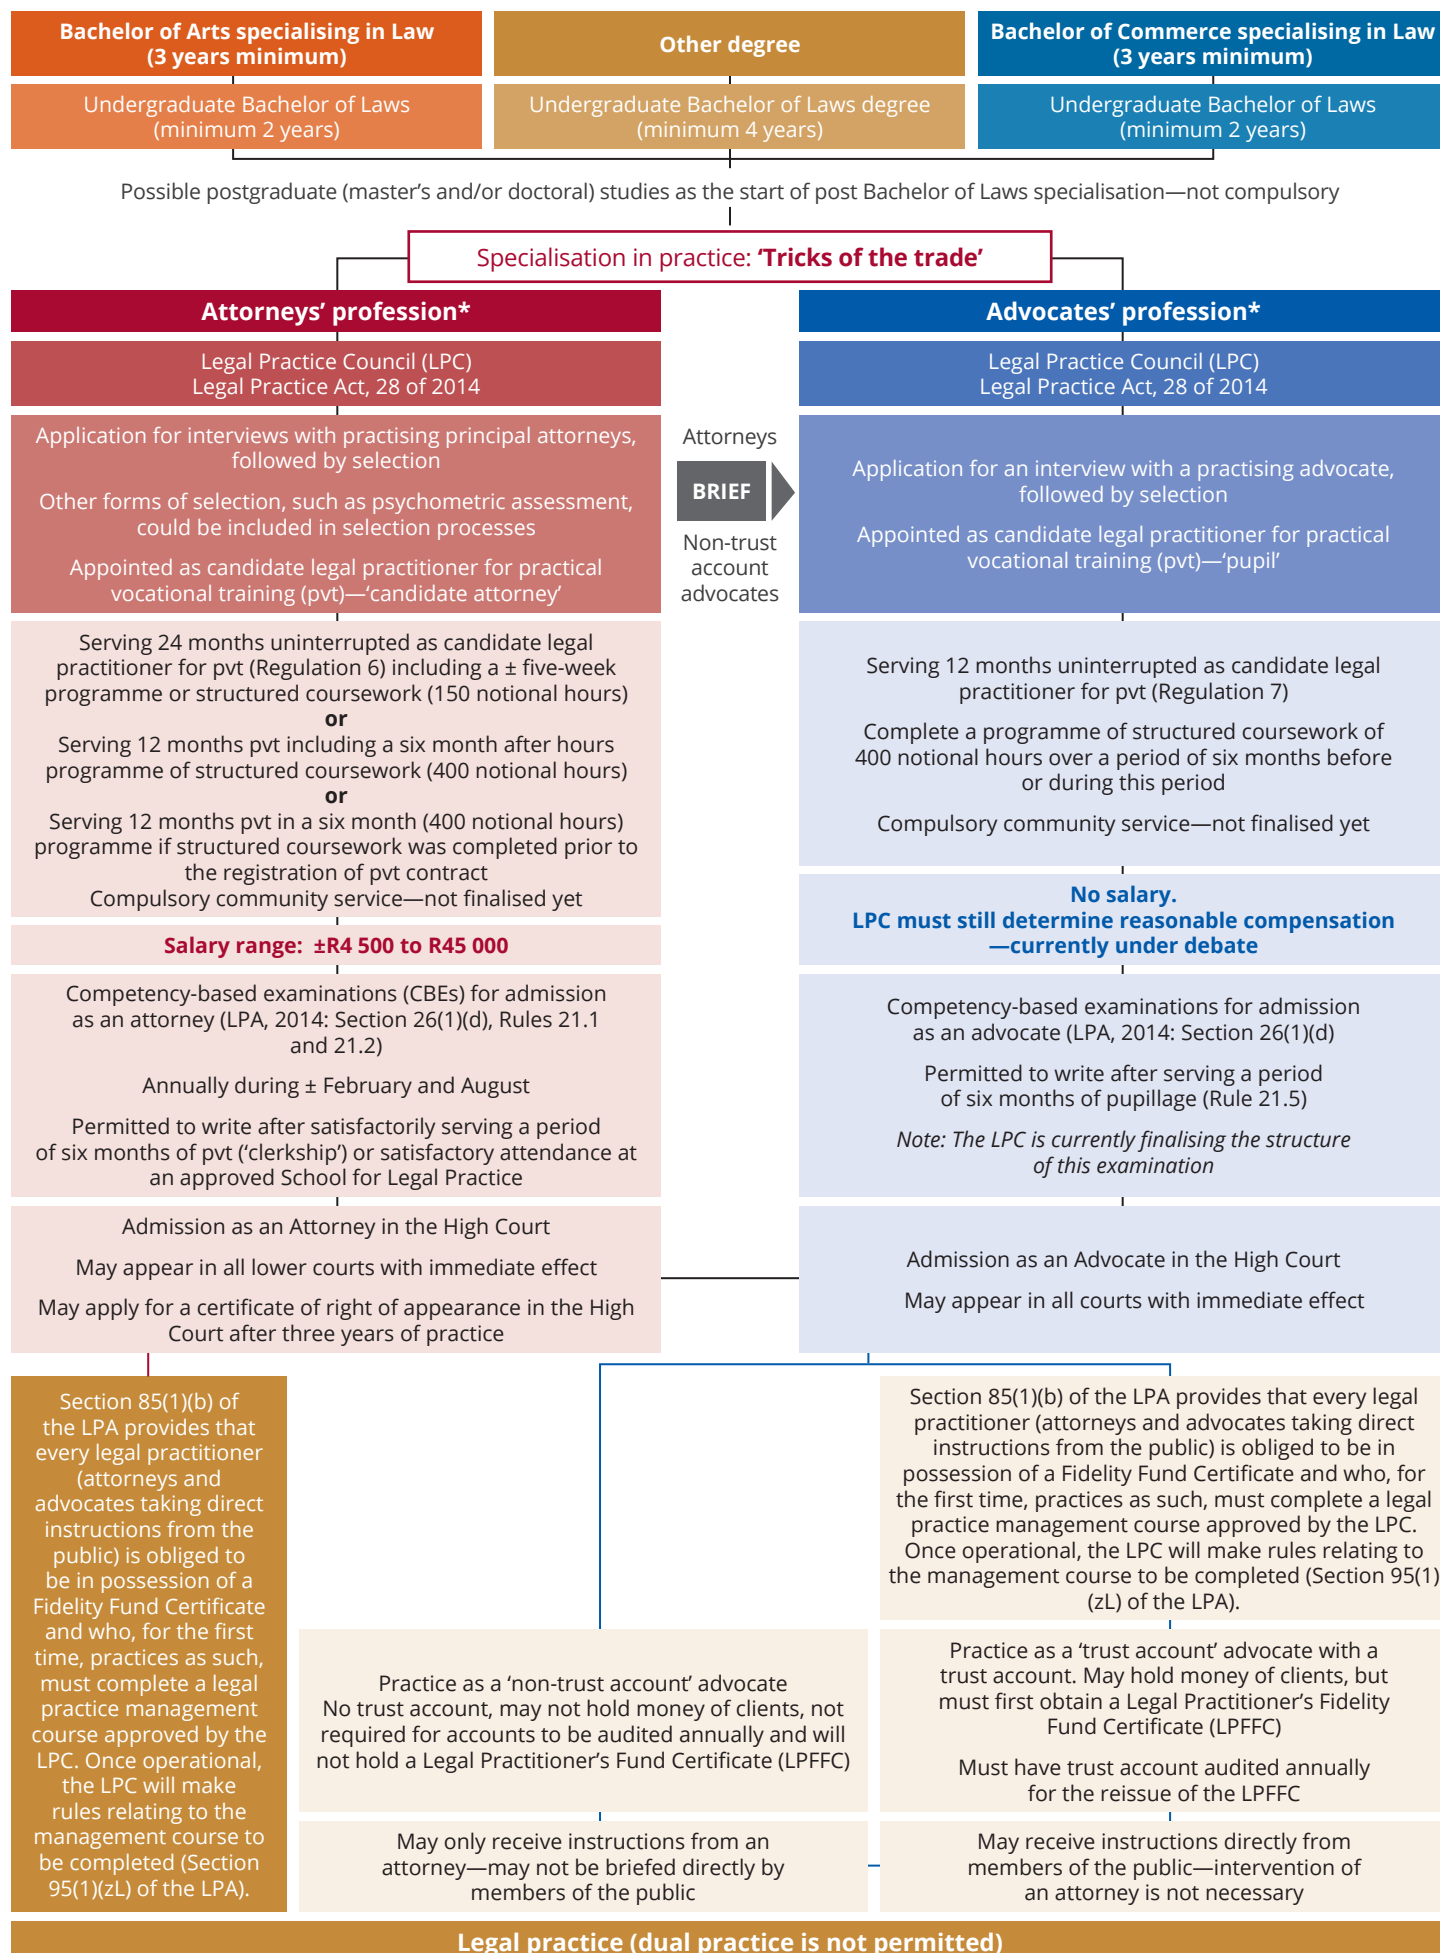 Bachelor of Arts specialising in Law
(3 years minimum)
Other degree
Bachelor of Commerce specialising in Law
(3 years minimum)
Undergraduate Bachelor of Laws
(minimum 2 years)
Undergraduate Bachelor of Laws degree
(minimum 4 years)
Undergraduate Bachelor of Laws
(minimum 2 years)
Possible postgraduate (master’s and/or doctoral) studies as the start of post Bachelor of Laws specialisation—not compulsory
Specialisation in practice: ‘Tricks of the trade’
Attorneys’ profession*
Legal Practice Council (LPC)
Legal Practice Act, 28 of 2014
Application for interviews with practising principal attorneys,
followed by selection
Other forms of selection, such as psychometric assessment,
could be included in selection processes
Appointed as candidate legal practitioner for practical
vocational training (pvt)—‘candidate attorney’
Serving 24 months uninterrupted as candidate legal
practitioner for pvt (Regulation 6) including a ± five-week
programme or structured coursework (150 notional hours)
or
Serving 12 months pvt including a six month after hours
programme of structured coursework (400 notional hours)
or
Serving 12 months pvt in a six month (400 notional hours)
programme if structured coursework was completed prior to
the registration of pvt contract
Compulsory community service—not finalised yet
Salary range: ±R4 500 to R45 000
Competency-based examinations (CBEs) for admission
as an attorney (LPA, 2014: Section 26(1)(d), Rules 21.1
and 21.2)
Annually during ± February and August
Permitted to write after satisfactorily serving a period
of six months of pvt (‘clerkship’) or satisfactory attendance at
an approved School for Legal Practice
Admission as an Attorney in the High Court
May appear in all lower courts with immediate effect
May apply for a certificate of right of appearance in the High
Court after three years of practice
Attorneys
BRIEF
Non-trust
account
advocates
Advocates’ profession*
Legal Practice Council (LPC)
Legal Practice Act, 28 of 2014
Application for an interview with a practising advocate,
followed by selection
Appointed as candidate legal practitioner for practical
vocational training (pvt)—‘pupil’
Serving 12 months uninterrupted as candidate legal
practitioner for pvt (Regulation 7)
Complete a programme of structured coursework of
400 notional hours over a period of six months before
or during this period
Compulsory community service—not finalised yet
No salary.
LPC must still determine reasonable compensation
—currently under debate
Competency-based examinations for admission
as an advocate (LPA, 2014: Section 26(1)(d)
Permitted to write after serving a period
of six months of pupillage (Rule 21.5)
Note: The LPC is currently finalising the structure
of this examination
Admission as an Advocate in the High Court
May appear in all courts with immediate effect
Section 85(1)(b) of
the LPA provides that
every legal practitioner
(attorneys and
advocates taking direct
instructions from the
public) is obliged to
be in possession of a
Fidelity Fund Certificate
and who, for the first
time, practices as such,
must complete a legal
practice management
course approved by the
LPC. Once operational,
the LPC will make
rules relating to the
management course to
be completed (Section
95(1)(zL) of the LPA).
Practice as a ‘non-trust account’ advocate
No trust account, may not hold money of clients, not
required for accounts to be audited annually and will
not hold a Legal Practitioner’s Fund Certificate (LPFFC)
May only receive instructions from an
attorney—may not be briefed directly by
members of the public
Section 85(1)(b) of the LPA provides that every legal
practitioner (attorneys and advocates taking direct
instructions from the public) is obliged to be in
possession of a Fidelity Fund Certificate and who, for
the first time, practices as such, must complete a legal
practice management course approved by the LPC.
Once operational, the LPC will make rules relating to
the management course to be completed (Section 95(1)
(zL) of the LPA).
Practice as a ‘trust account’ advocate with a
trust account. May hold money of clients, but
must first obtain a Legal Practitioner’s Fidelity
Fund Certificate (LPFFC)
Must have trust account audited annually
for the reissue of the LPFFC
May receive instructions directly from
members of the public—intervention of
an attorney is not necessary
Legal practice (dual practice is not permitted)